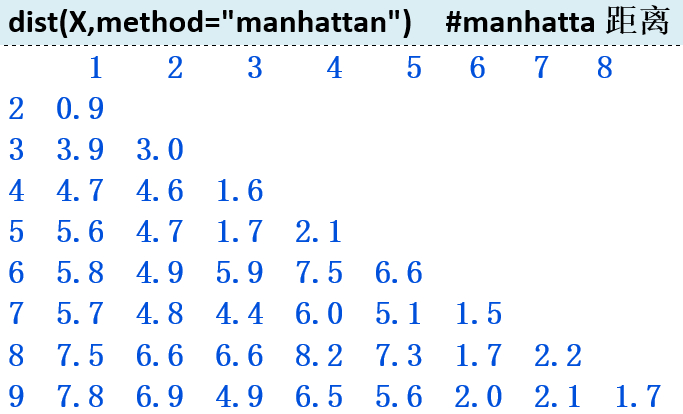 dist(X,method="manhattan") #manhatta 距离
1 2 3 4 5 6 7 8
2 0.9
3 3.9 3.0
4 4.7 4.6 1.6
5 5.6 4.7 1.7 2.1
6 5.8 4.9 5.9 7.5 6.6
7 5.7 4.8 4.4 6.0 5.1 1.5
8 7.5 6.6 6.6 8.2 7.3 1.7 2.2
9 7.8 6.9 4.9 6.5 5.6 2.0 2.1 1.7